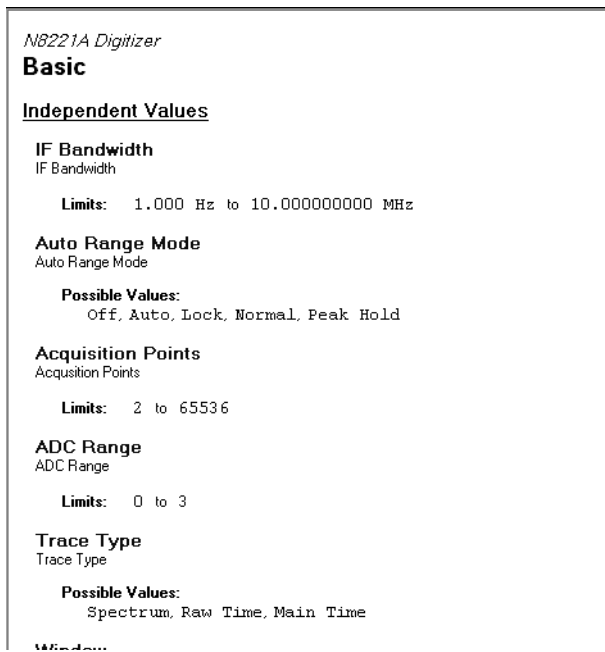 N8221A Digitizer
Basic
Independent Values
IF Bandwidth
IF Bandwidth
Limits: 1.000 Hz to 10.000000000 MHz
Auto Range Mode
Auto Range Mode
Possible Values:
Off, Auto, Lock, Normal, Peak Hold
Acquisition Points
Acqusition Points
Limits: 2 to 65536
ADC Range
ADC Range
Limits: 0 to 3
Trace Type
Trace Type
Possible Values:
Spectrum, Raw Time, Main Time
Window